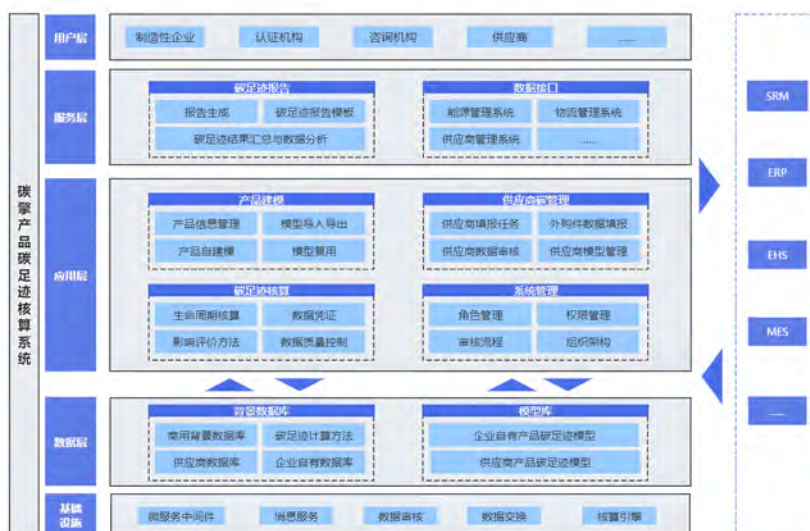 碳擎产品碳足迹核算系统
用户层
制造性企业 认证机构 咨询机构 供应商 ......
服务层
碳足迹报告
报告生成 碳足迹报告模板
碳足迹结果汇总与数据分析
数据接口
能源管理系统 物流管理系统
供应商管理系统 ......
应用层
产品建模
产品信息管理 模型导入导出
产品自建模 模型复用
供应商碳管理
供应商填报任务 外购件数据填报
供应商数据审核 供应商模型管理
碳足迹核算
生命周期核算 数据凭证
影响评价方法 数据质量控制
系统管理
角色管理 权限管理
审核流程 组织架构
数据层
背景数据库
商用背景数据库 碳足迹计算方法
供应商数据库 企业自有数据库
模型库
企业自有产品碳足迹模型
供应商产品碳足迹模型
基础
设施
微服务中间件 消息服务 数据审核 数据交换 核算引擎
SRM
ERP
EHS
MES
......